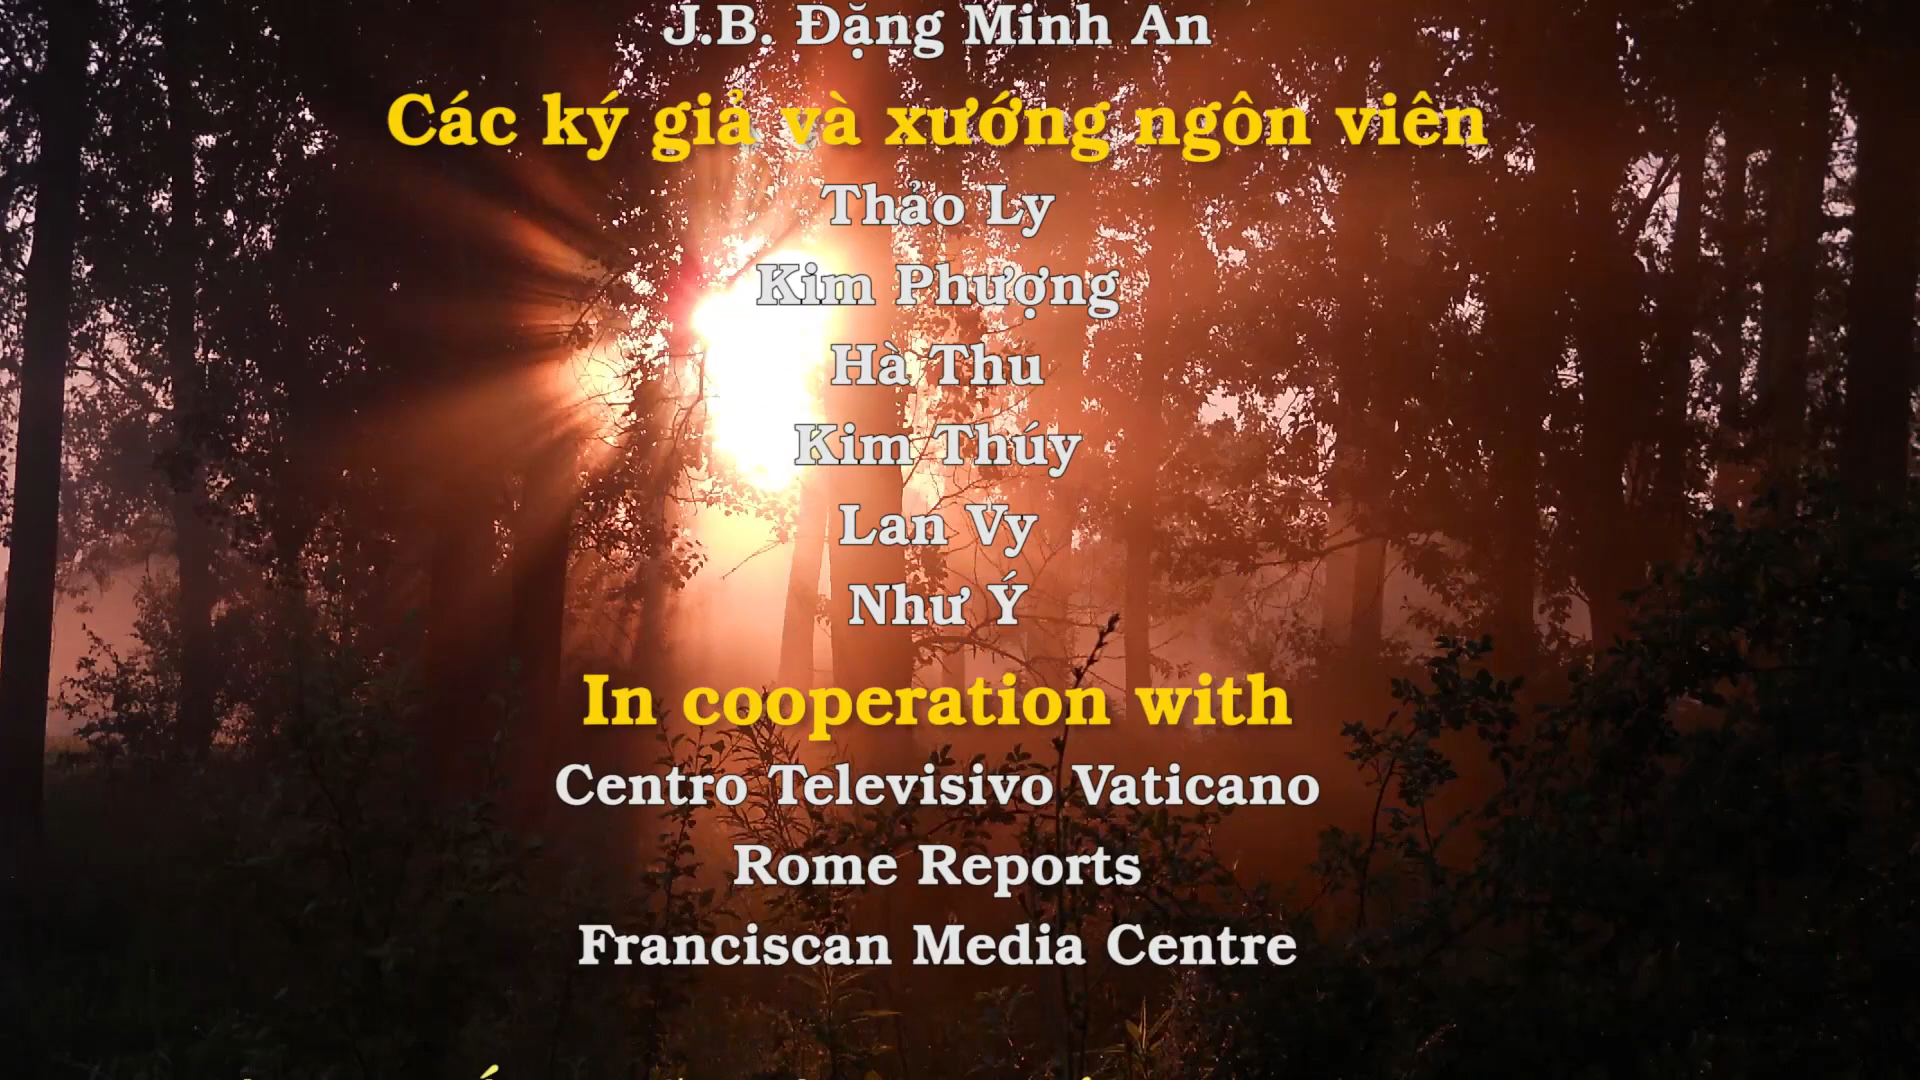 J.B. Đặng Minh An
Các ký giả và xướng ngôn viên
Thảo Ly
Kim Phượng
Hà Thu
Kim Thúy
Lan Vy
Như Ý
In cooperation with
Centro Televisivo Vaticano
Rome Reports
Franciscan Media Centre